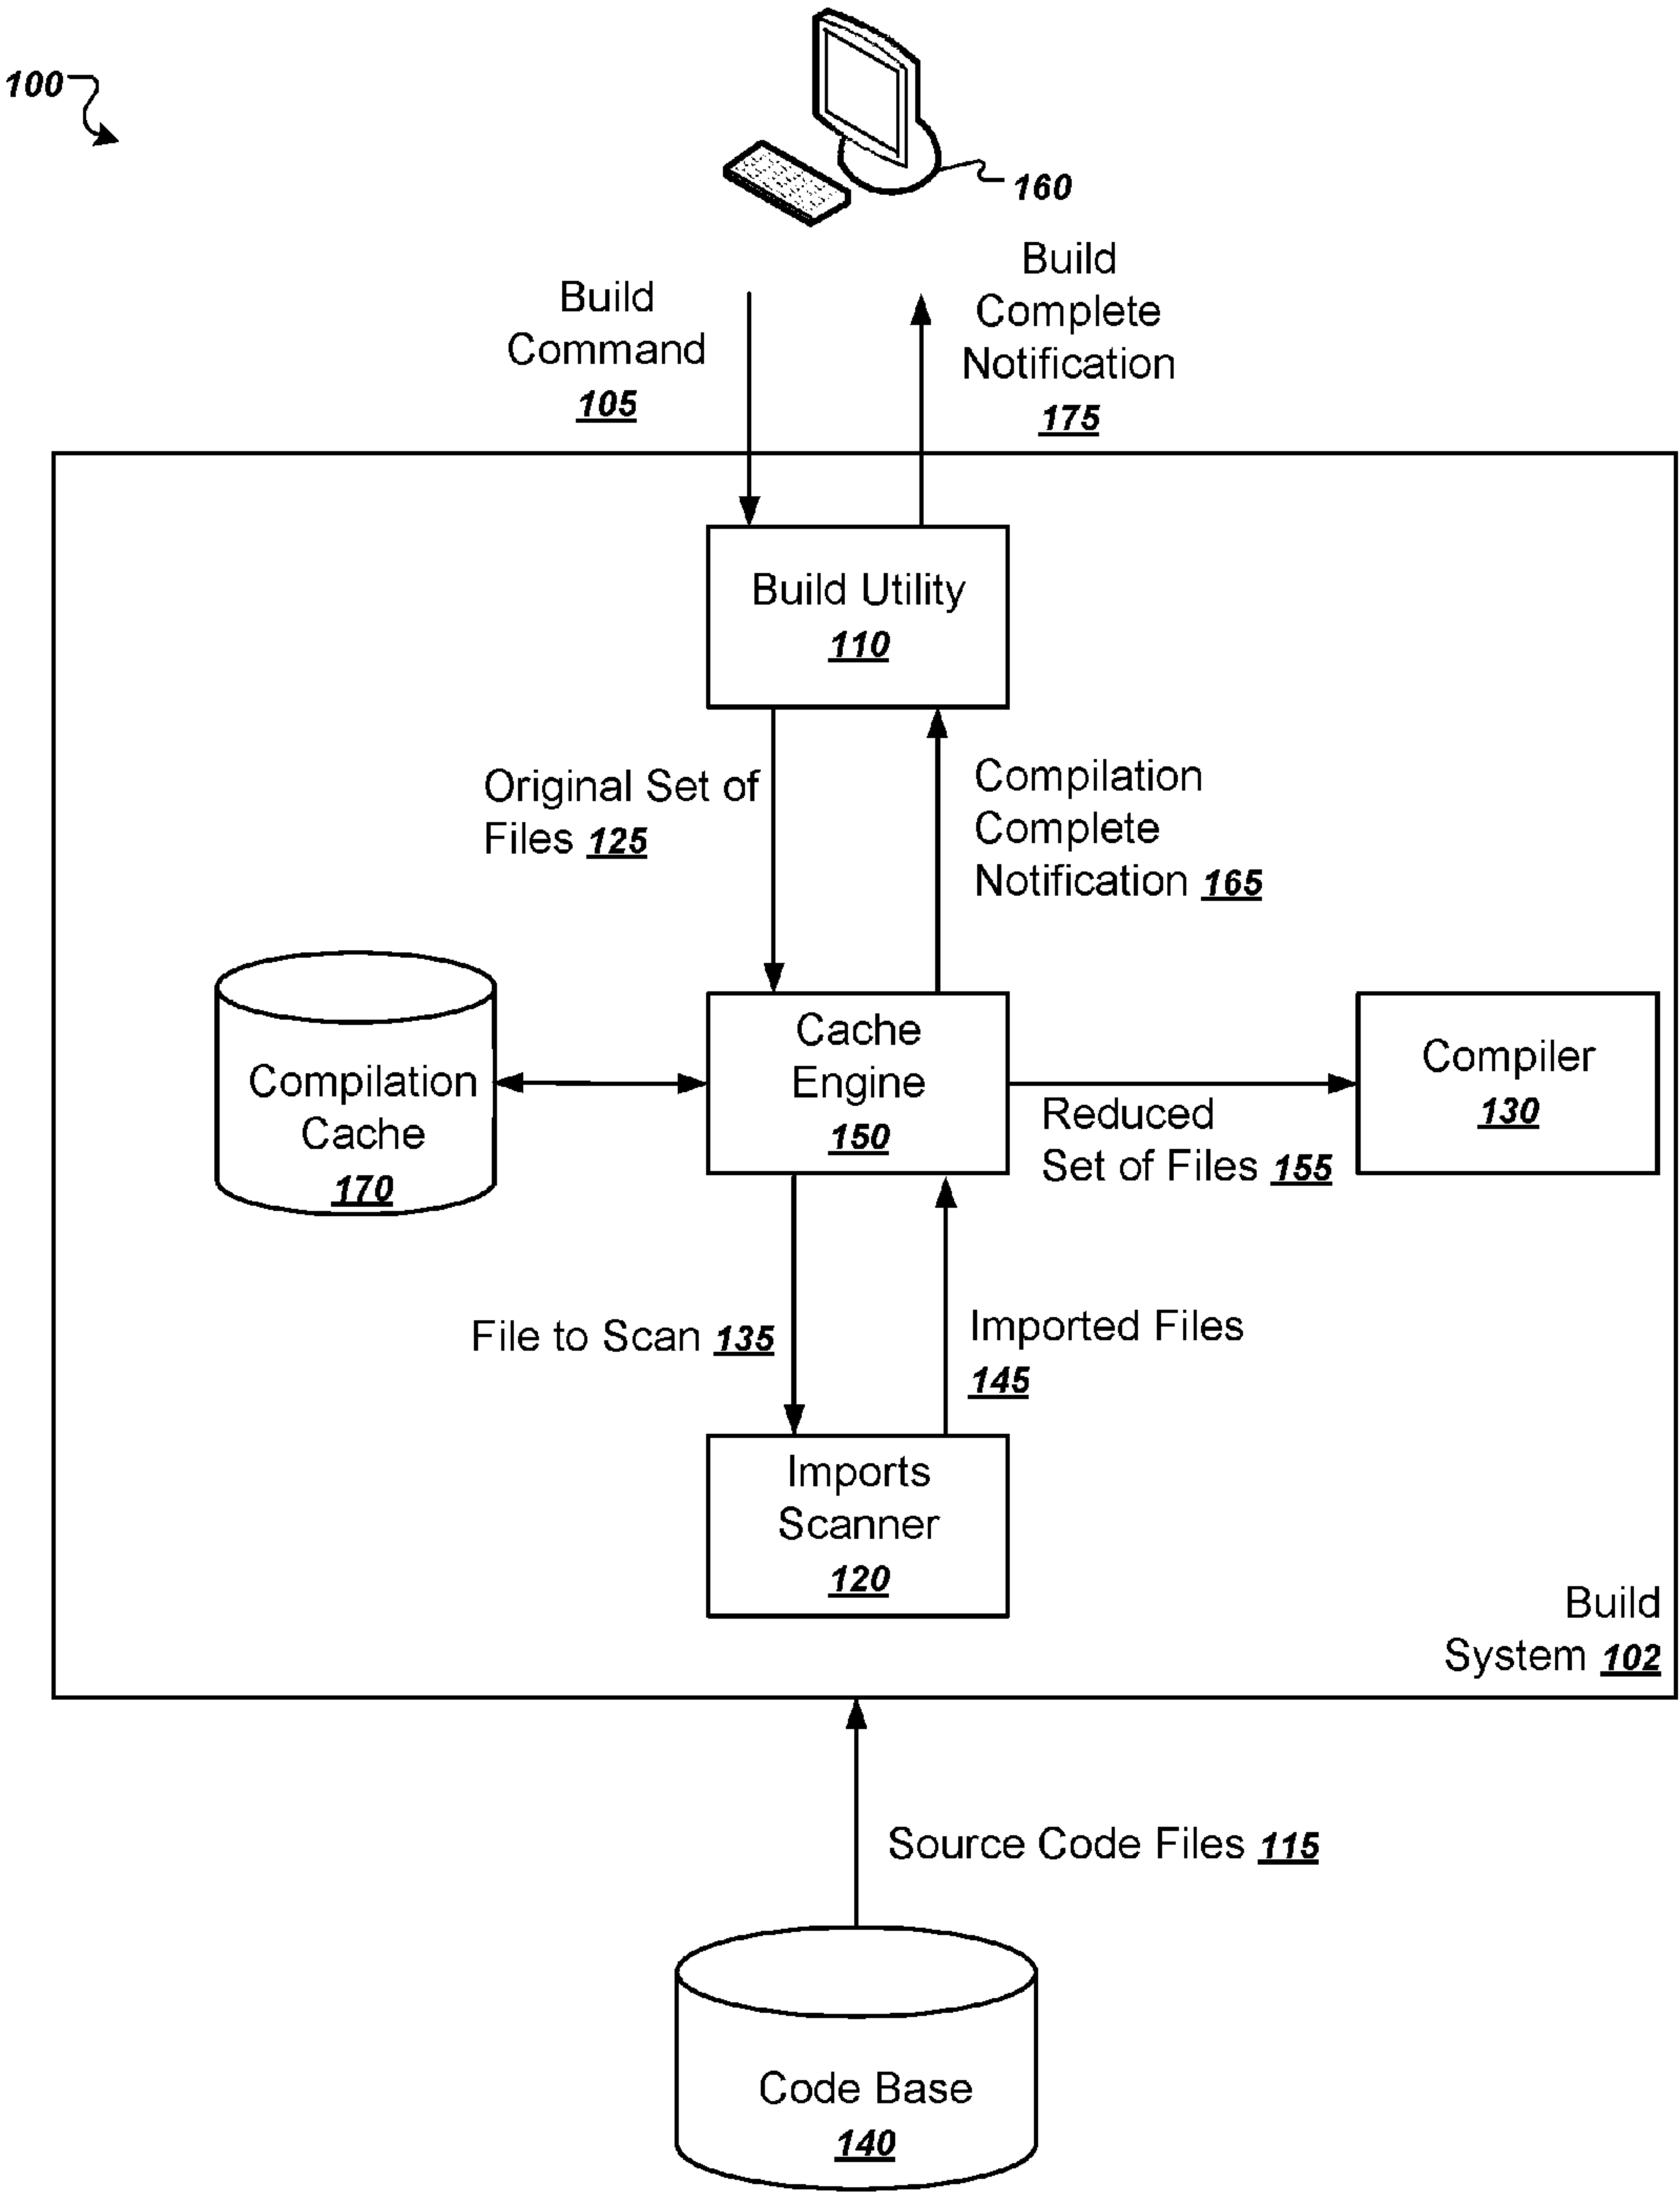 100
160
Build
Command
105
Build
Complete
Notification
175
Build Utility
110
Original Set of
Files 125
Compilation
Complete
Notification 165
Compilation
Cache
170
Cache
Engine
150
Compiler
130
Reduced
Set of Files 155
File to Scan 135
Imported Files
145
Imports
Scanner
120
Build
System 102
Source Code Files 115
Code Base
140